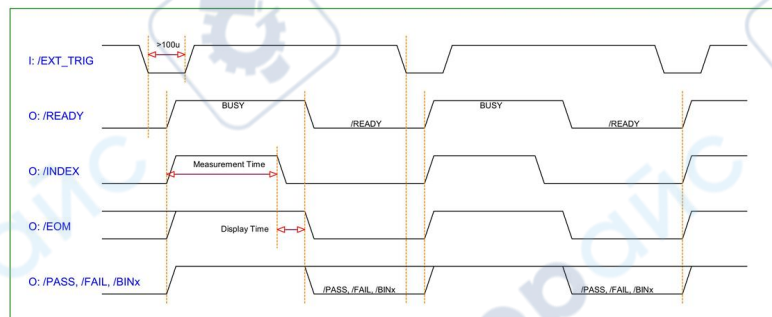 >100u
I: /EXT_TRIG
BUSY
BUSY
O: /READY
/READY
/READY
Measurement Time
O: /INDEX
O: /EOM
Display Time
O: /PASS, /FAIL, /BINx
/PASS, /FAIL, /BINx
/PASS, /FAIL, /BINx